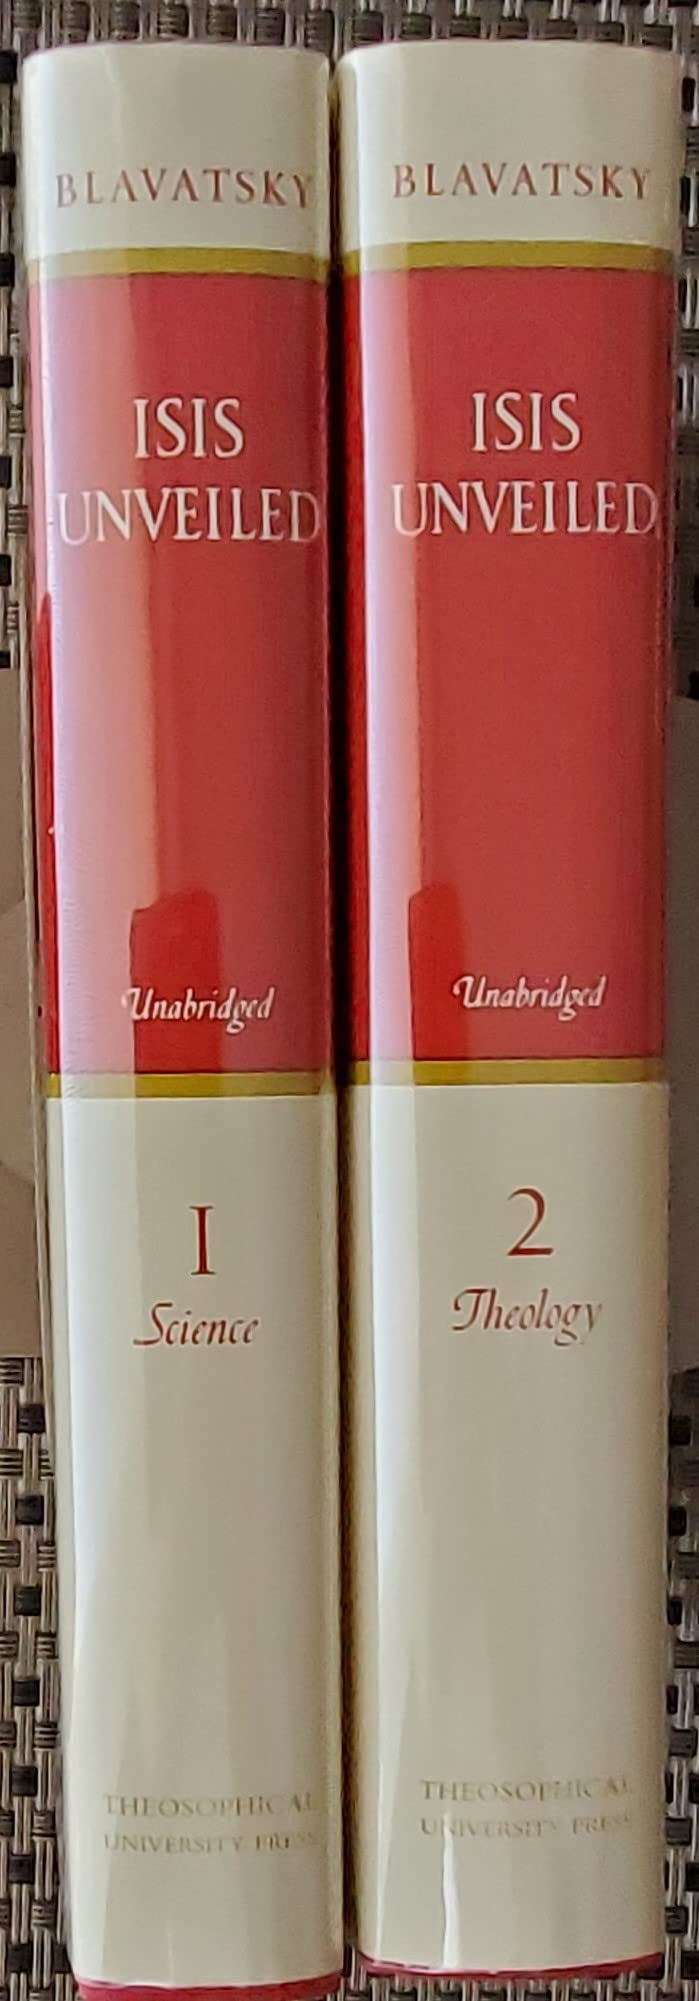 BLAVATSKY
ISIS
UNVEILED
Unabridged
I
Science
THEOSOPHICAL
UNIVERSITY PRESS
BLAVATSKY
ISIS
UNVEILED
Unabridged
2
Theology
THEOSOPHICAL
UNIVERSITY PRESS